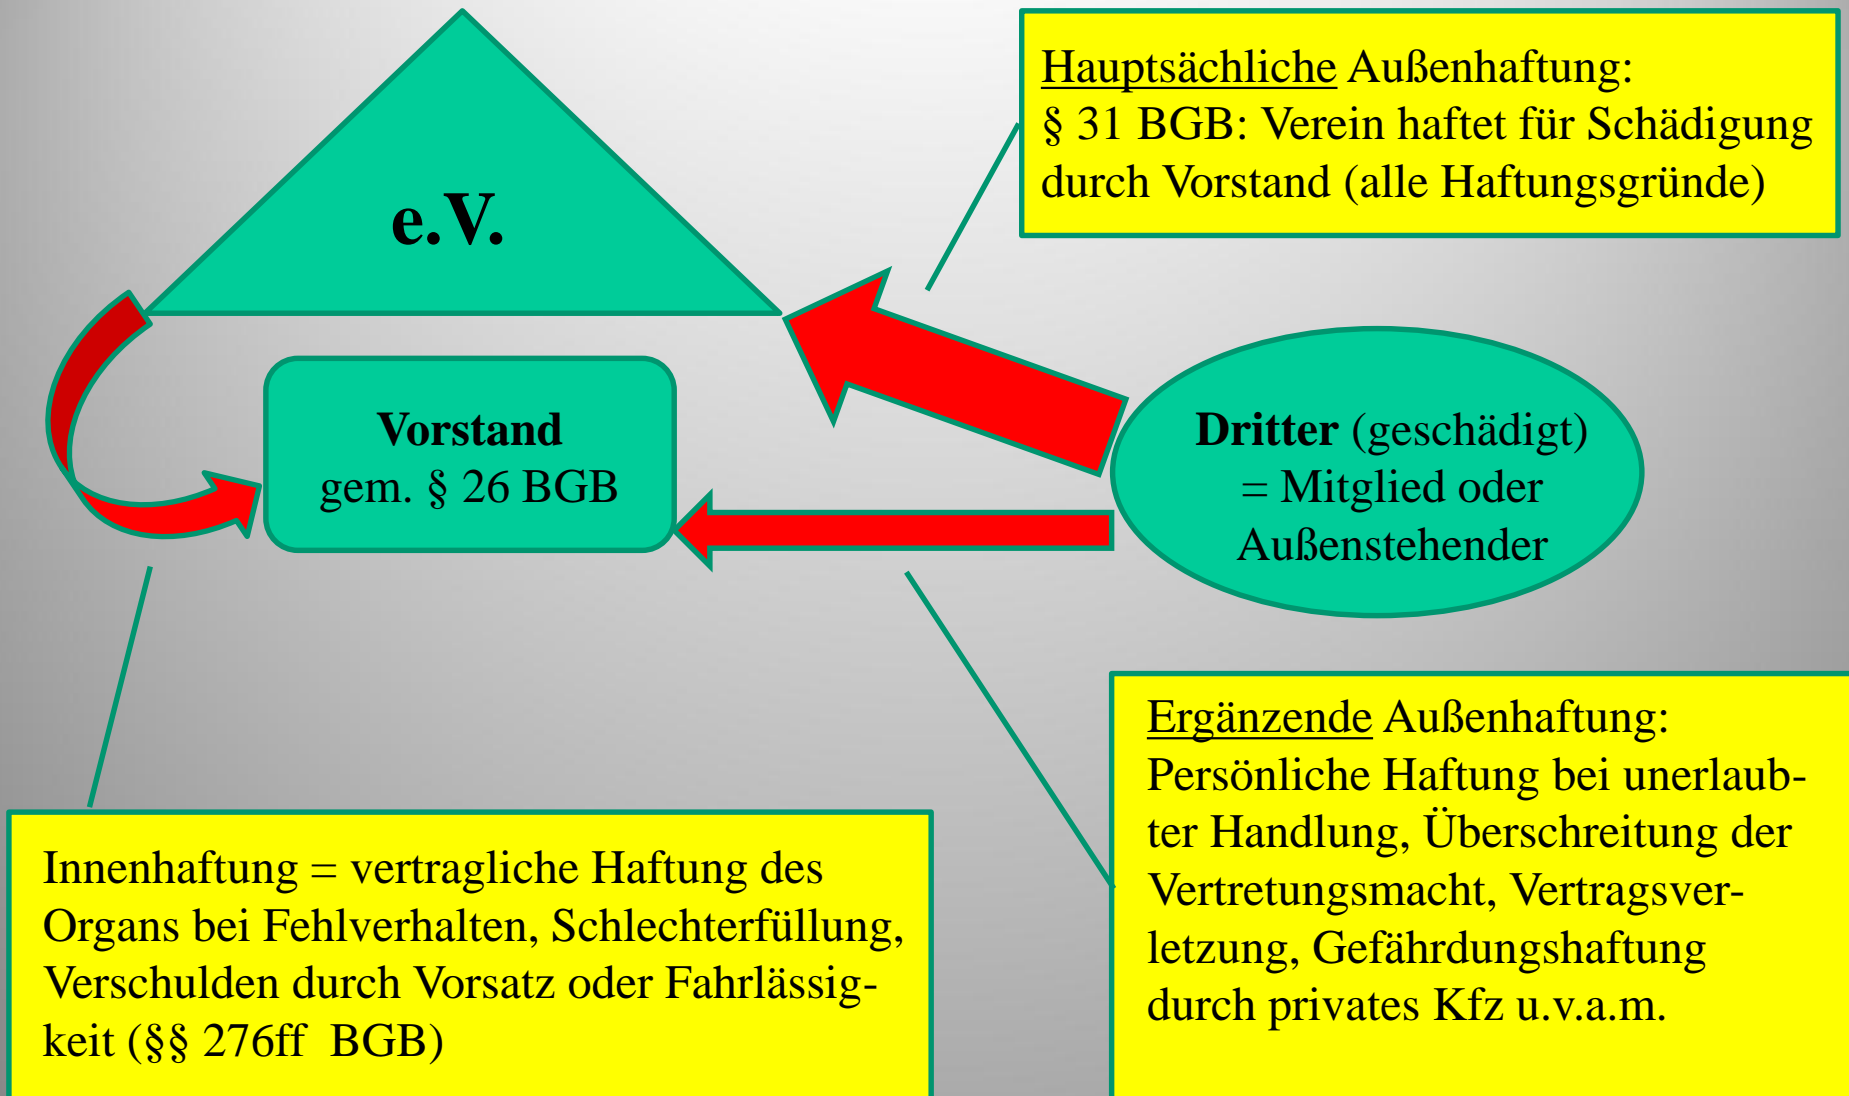 Hauptsächliche Außenhaftung:
§ 31 BGB: Verein haftet für Schädigung
durch Vorstand (alle Haftungsgründe)
e.V.
Vorstand
gem. § 26 BGB
Dritter (geschädigt)
= Mitglied oder
Außenstehender
Ergänzende Außenhaftung:
Persönliche Haftung bei unerlaub-
ter Handlung, Überschreitung der
Vertretungsmacht, Vertragsver-
letzung, Gefährdungshaftung
durch privates Kfz u.v.a.m.
Innenhaftung = vertragliche Haftung des
Organs bei Fehlverhalten, Schlechterfüllung,
Verschulden durch Vorsatz oder Fahrlässig-
keit (§§ 276ff  BGB)